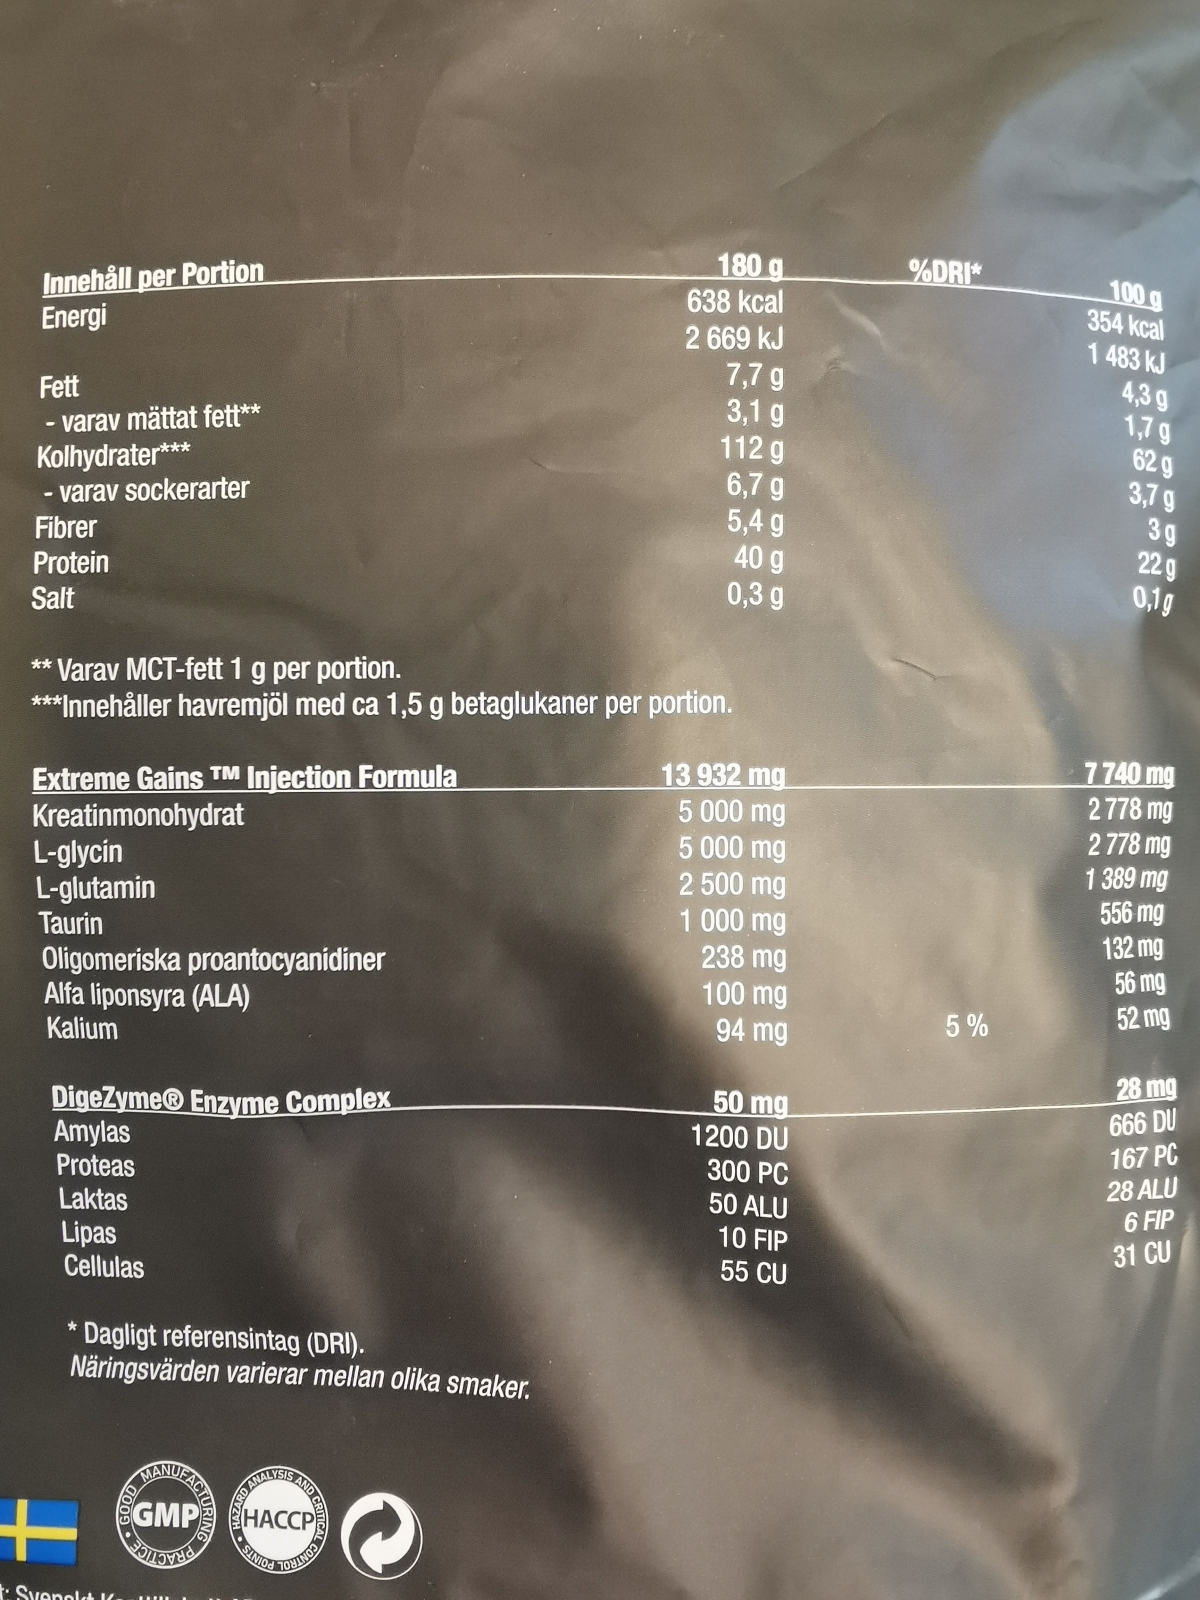 Innehåll per Portion 180 g %DRI* 100 g
Energi 638 kcal 354 kcal
2 669 kJ 1 483 kJ
Fett 7,7 g 4,3 g
- varav mättat fett** 3,1 g 1,7 g
Kolhydrater*** 112 g 62 g
- varav sockerarter 6,7 g 3,7 g
Fibrer 5,4 g 3 g
Protein 40 g 22 g
Salt 0,3 g 0,1 g
** Varav MCT-fett 1 g per portion.
***Innehåller havremjöl med ca 1,5 g betaglukaner per portion.
Extreme Gains ™ Injection Formula 13 932 mg 7 740 mg
Kreatinmonohydrat 5 000 mg 2 778 mg
L-glycin 5 000 mg 2 778 mg
L-glutamin 2 500 mg 1 389 mg
Taurin 1 000 mg 556 mg
Oligomeriska proantocyanidiner 238 mg 132 mg
Alfa liponsyra (ALA) 100 mg 56 mg
Kalium 94 mg 5 % 52 mg
DigeZyme® Enzyme Complex 50 mg 28 mg
Amylas 1200 DU 666 DU
Proteas 300 PC 167 PC
Laktas 50 ALU 28 ALU
Lipas 10 FIP 6 FIP
Cellulas 55 CU 31 CU
* Dagligt referensintag (DRI).
Näringsvärden varierar mellan olika smaker.
GOOD MANUFACTURING PRACTICE •
GMP
HAZARD ANALYSIS AND CRITICAL CONTROL POINTS •
HACCP
Svenskt